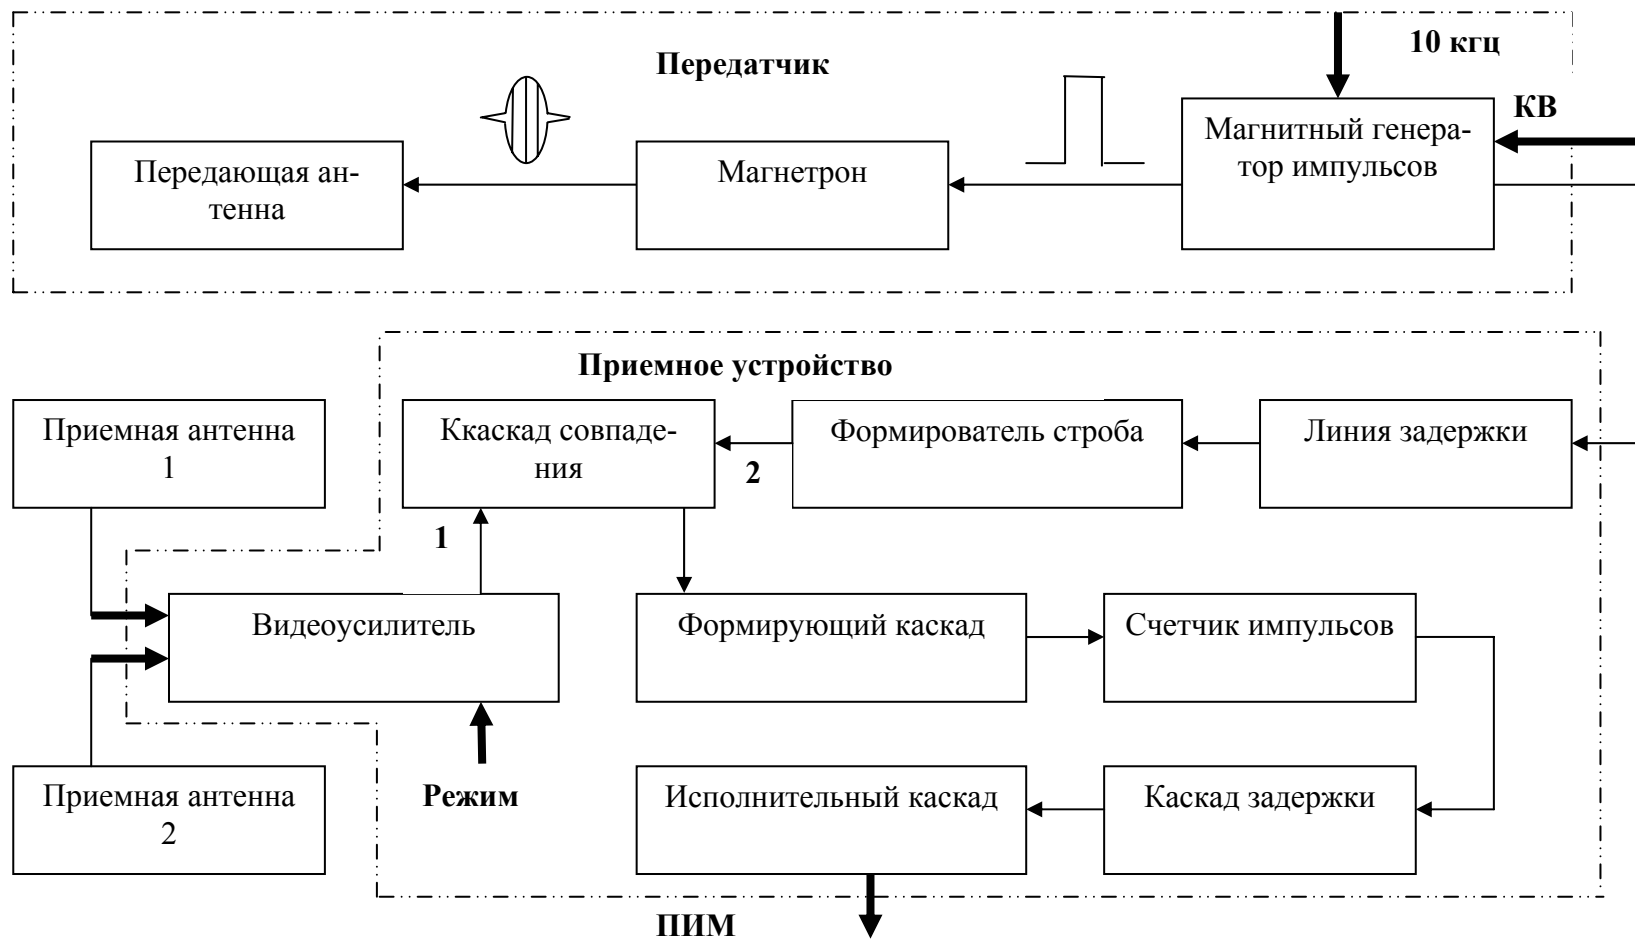 10 кгц
Передатчик
КВ
Магнитный генера-
тор импульсов
Передающая ан-
тенна
Магнетрон
Приемное устройство
Приемная антенна
1
Ккаскад совпаде-
ния
2
Формирователь строба
Линия задержки
1
Видеоусилитель
Формирующий каскад
Счетчик импульсов
Режим
Приемная антенна
2
Исполнительный каскад
Каскад задержки
ПИМ